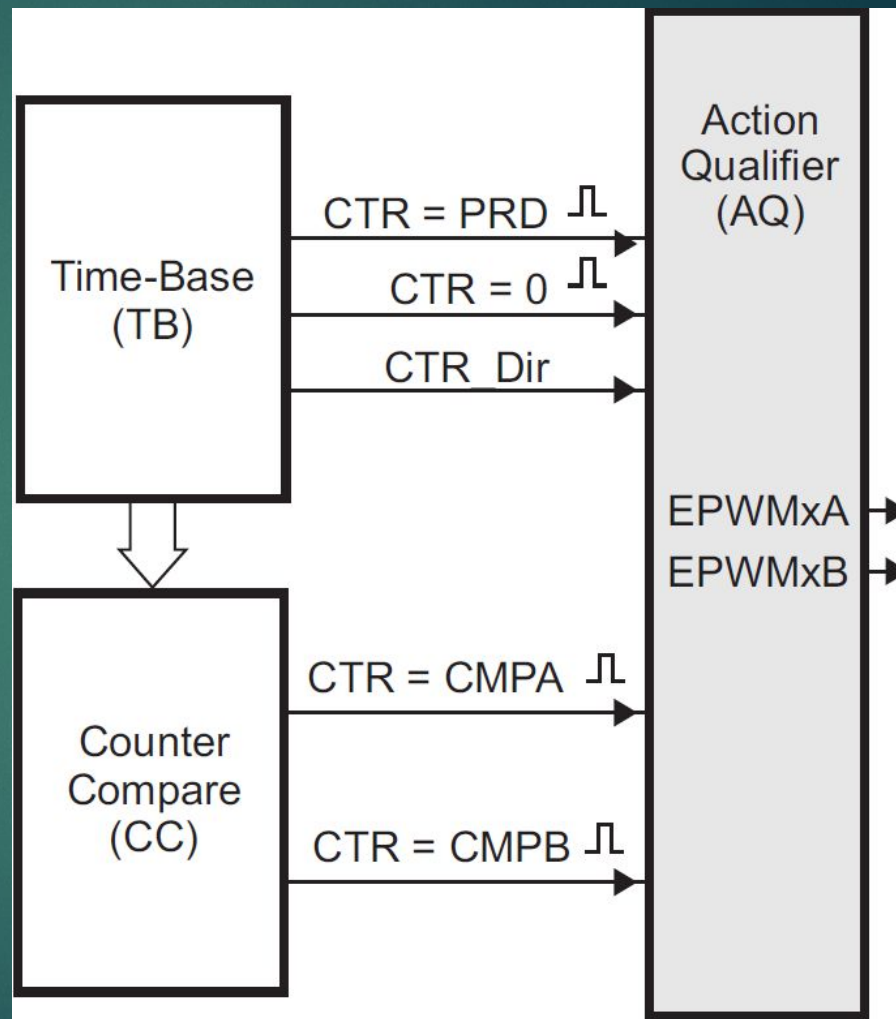 Time-Base
(TB)
CTR = PRD
CTR = 0
CTR_Dir
Counter
Compare
(CC)
CTR = CMPA
CTR = CMPB
Action
Qualifier
(AQ)
EPWMxA
EPWMxB